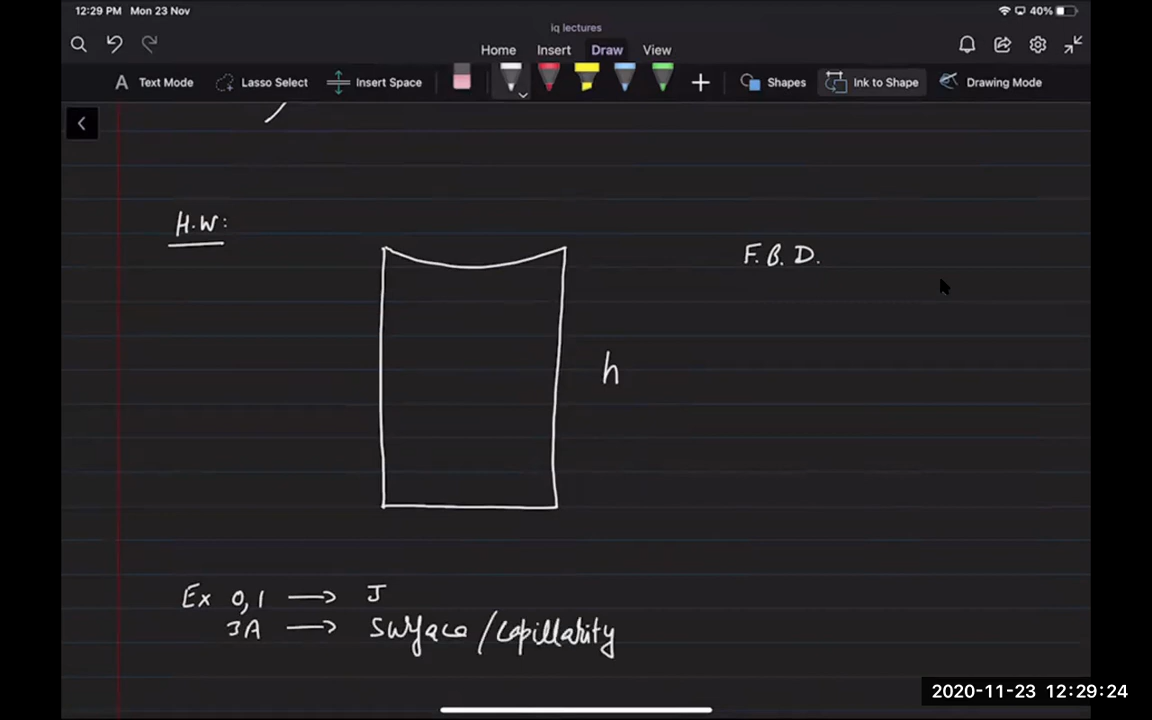 12:29 PM Mon 23 Nov
40%
iq lectures
Home Insert Draw View
Text Mode Lasso Select Insert Space Shapes Ink to Shape Drawing Mode
H.W:
F.B.D.
h
Ex 0,1 → J
3A → Surface/Capillarity
2020-11-23 12:29:24